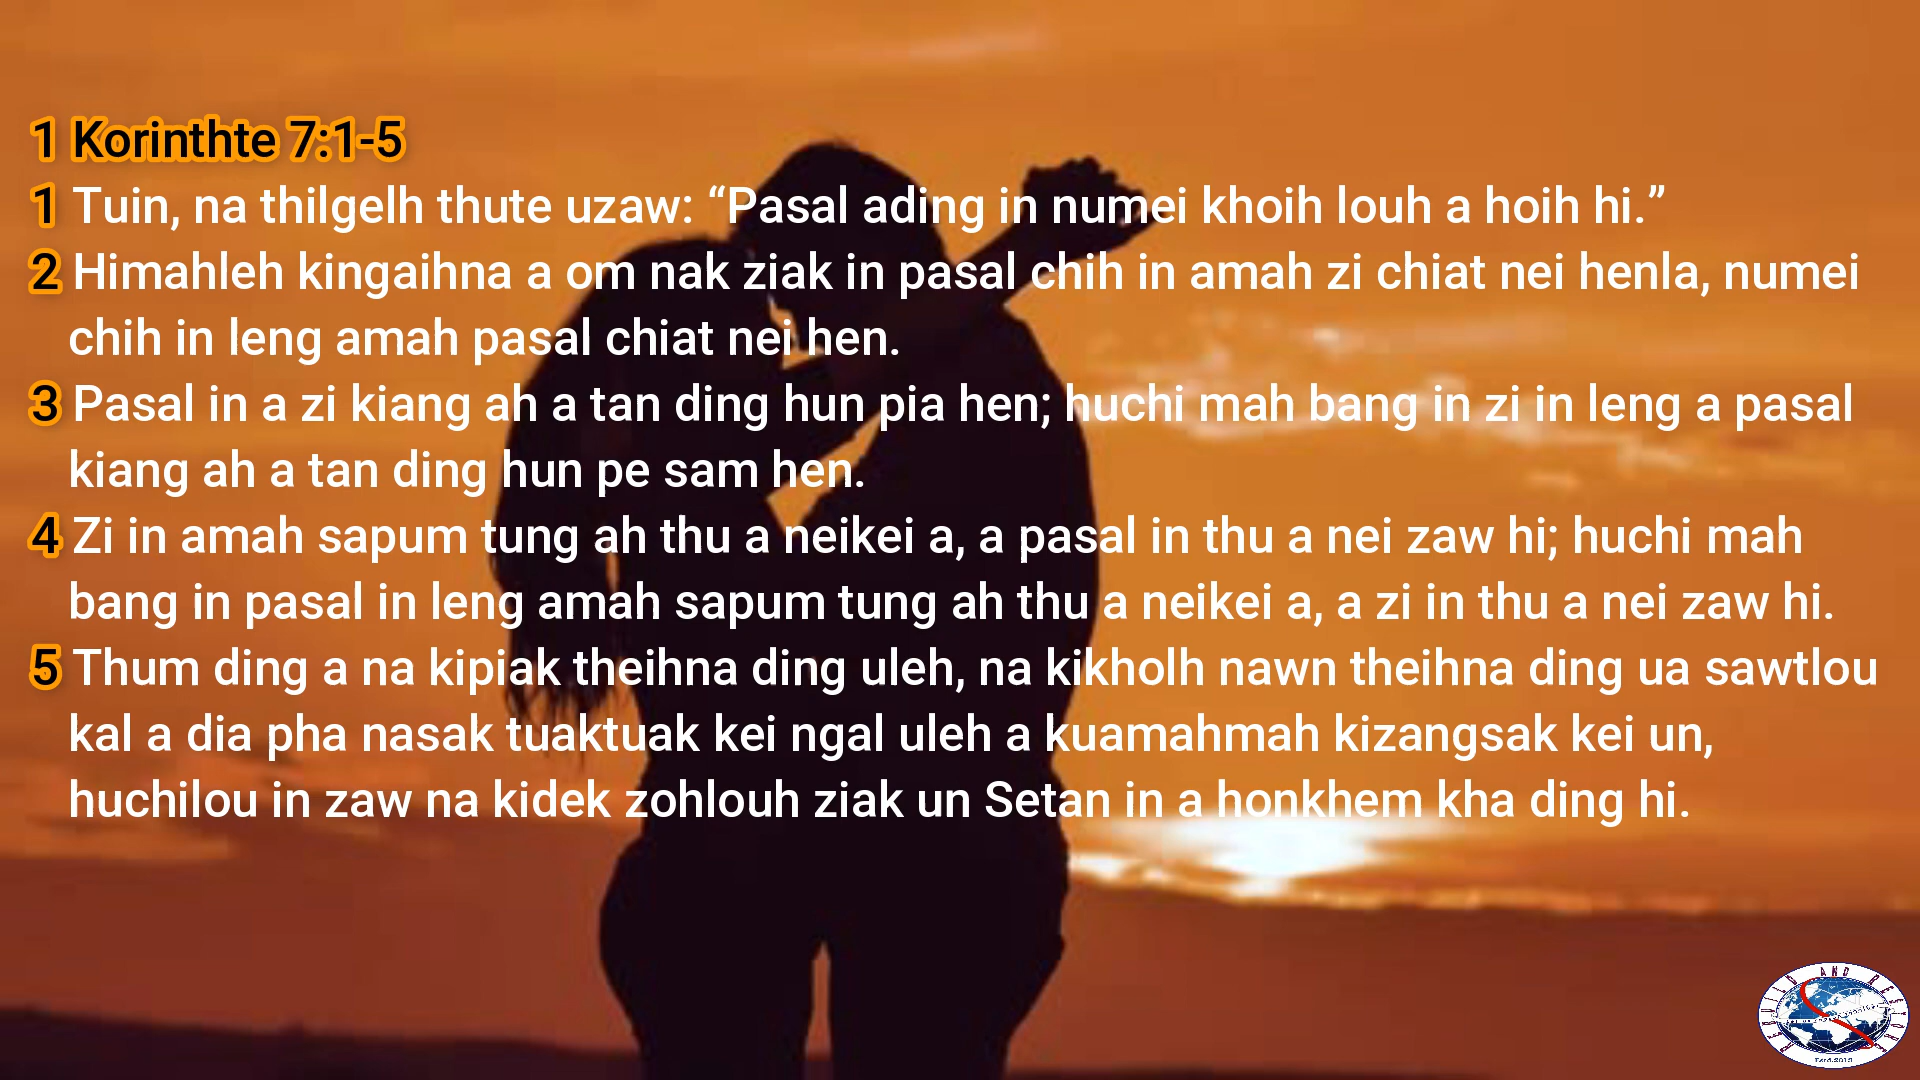 1 Korinthte 7:1-5
1 Tuin, na thilgelh thute uzaw: “Pasal ading in numei khoih louh a hoih hi.”
2 Himahleh kingaihna a om nak ziak in pasal chih in amah zi chiat nei henla, numei
chih in leng amah pasal chiat nei hen.
3 Pasal in a zi kiang ah a tan ding hun pia hen; huchi mah bang in zi in leng a pasal
kiang ah a tan ding hun pe sam hen.
4 Zi in amah sapum tung ah thu a neikei a, a pasal in thu a nei zaw hi; huchi mah
bang in pasal in leng amah sapum tung ah thu a neikei a, a zi in thu a nei zaw hi.
5 Thum ding a na kipiak theihna ding uleh, na kikholh nawn theihna ding ua sawtlou
kal a dia pha nasak tuaktuak kei ngal uleh a kuamahmah kizangsak kei un,
huchilou in zaw na kidek zohlouh ziak un Setan in a honkhem kha ding hi.
AND